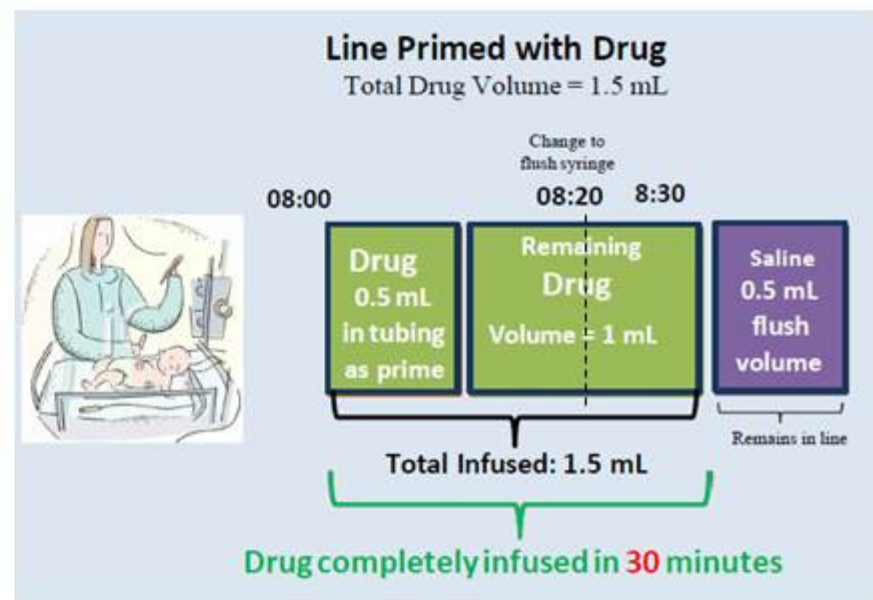 Line Primed with Drug
Total Drug Volume = 1.5 mL
Change to
flush syringe
08:00
08:20
8:30
Drug
0.5 mL
in tubing
as prime
Remaining
Drug
Volume = 1 mL
Saline
0.5 mL
flush
volume
Remains in line
Total Infused: 1.5 mL
Drug completely infused in 30 minutes